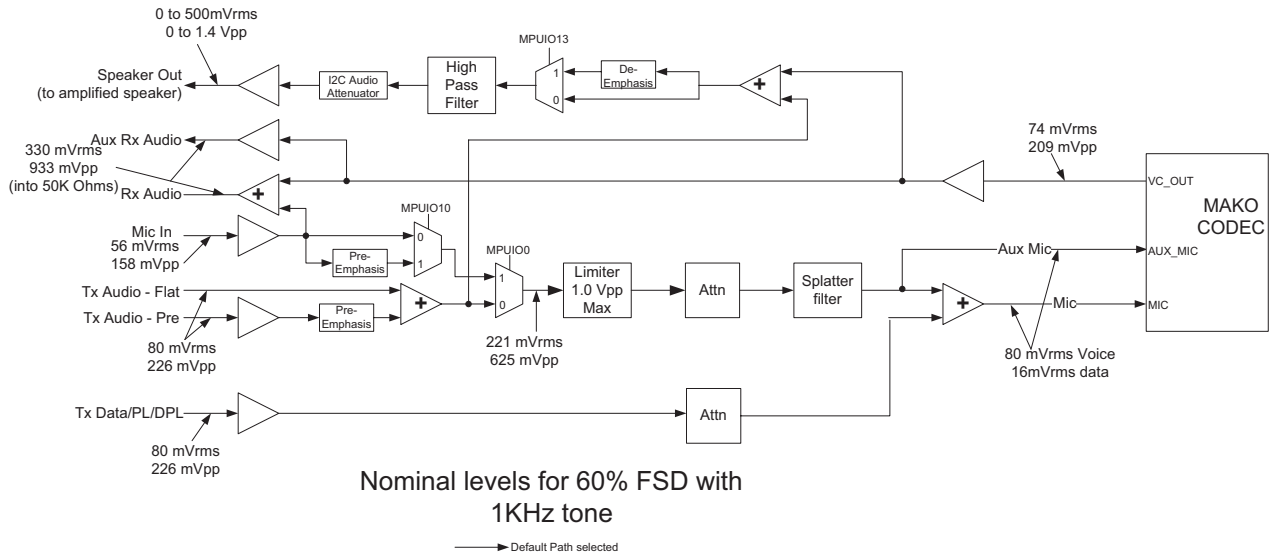 0 to 500mVrms
0 to 1.4 Vpp
MPUIO13
Speaker Out
(to amplified speaker)
I2C Audio
Attenuator
High
Pass
Filter
1
0
De-
Emphasis
+
Aux Rx Audio
330 mVrms
933 mVpp
(into 50K Ohms)
Rx Audio
+
74 mVrms
209 mVpp
VC_OUT
MAKO
CODEC
AUX_MIC
MIC
Mic In
56 mVrms
158 mVpp
MPUIO10
0
1
Pre-
Emphasis
MPUIO0
1
0
Tx Audio - Flat
Tx Audio - Pre
Pre-
Emphasis
+
80 mVrms
226 mVpp
221 mVrms
625 mVpp
Limiter
1.0 Vpp
Max
Attn
Splatter
filter
Aux Mic
+
Mic
80 mVrms Voice
16mVrms data
Tx Data/PL/DPL
80 mVrms
226 mVpp
Attn
Nominal levels for 60% FSD with
1KHz tone
Default Path selected